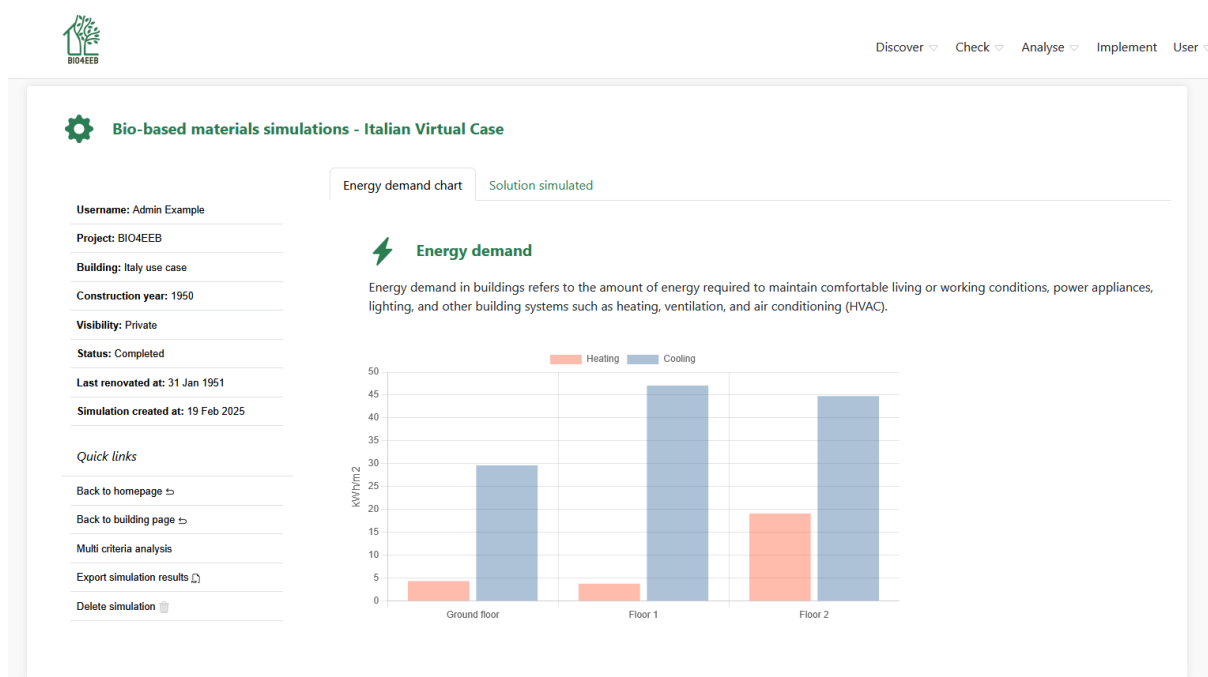 BIO4EEB
Discover Check Analyse Implement User
Bio-based materials simulations - Italian Virtual Case
Energy demand chart Solution simulated
Username: Admin Example
Project: BIO4EEB
Building: Italy use case
Construction year: 1950
Visibility: Private
Status: Completed
Last renovated at: 31 Jan 1951
Simulation created at: 19 Feb 2025
Quick links
Back to homepage
Back to building page
Multi criteria analysis
Export simulation results
Delete simulation
Energy demand
Energy demand in buildings refers to the amount of energy required to maintain comfortable living or working conditions, power appliances,
lighting, and other building systems such as heating, ventilation, and air conditioning (HVAC).
Heating Cooling
50
45
40
35
30
25
20
15
10
5
0
kWh/m2
Ground floor Floor 1 Floor 2